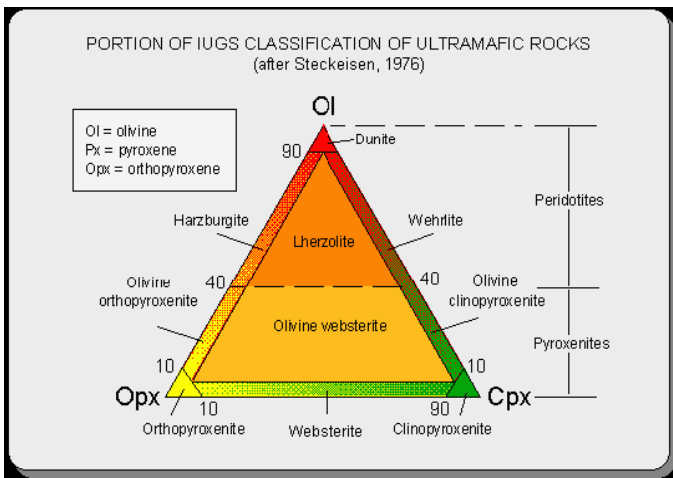 PORTION OF IUGS CLASSIFICATION OF ULTRAMAFIC ROCKS
(after Steckeisen, 1976)
Ol = olivine
Px = pyroxene
Opx = orthopyroxene
Ol
Dunite
90
Peridotites
Harzburgite
Wehrlite
Lherzolite
Olivine
orthopyroxenite
40
40
Olivine
clinopyroxenite
Olivine websterite
Pyroxenites
10
10
Opx
Cpx
10
90
Orthopyroxenite
Websterite
Clinopyroxenite